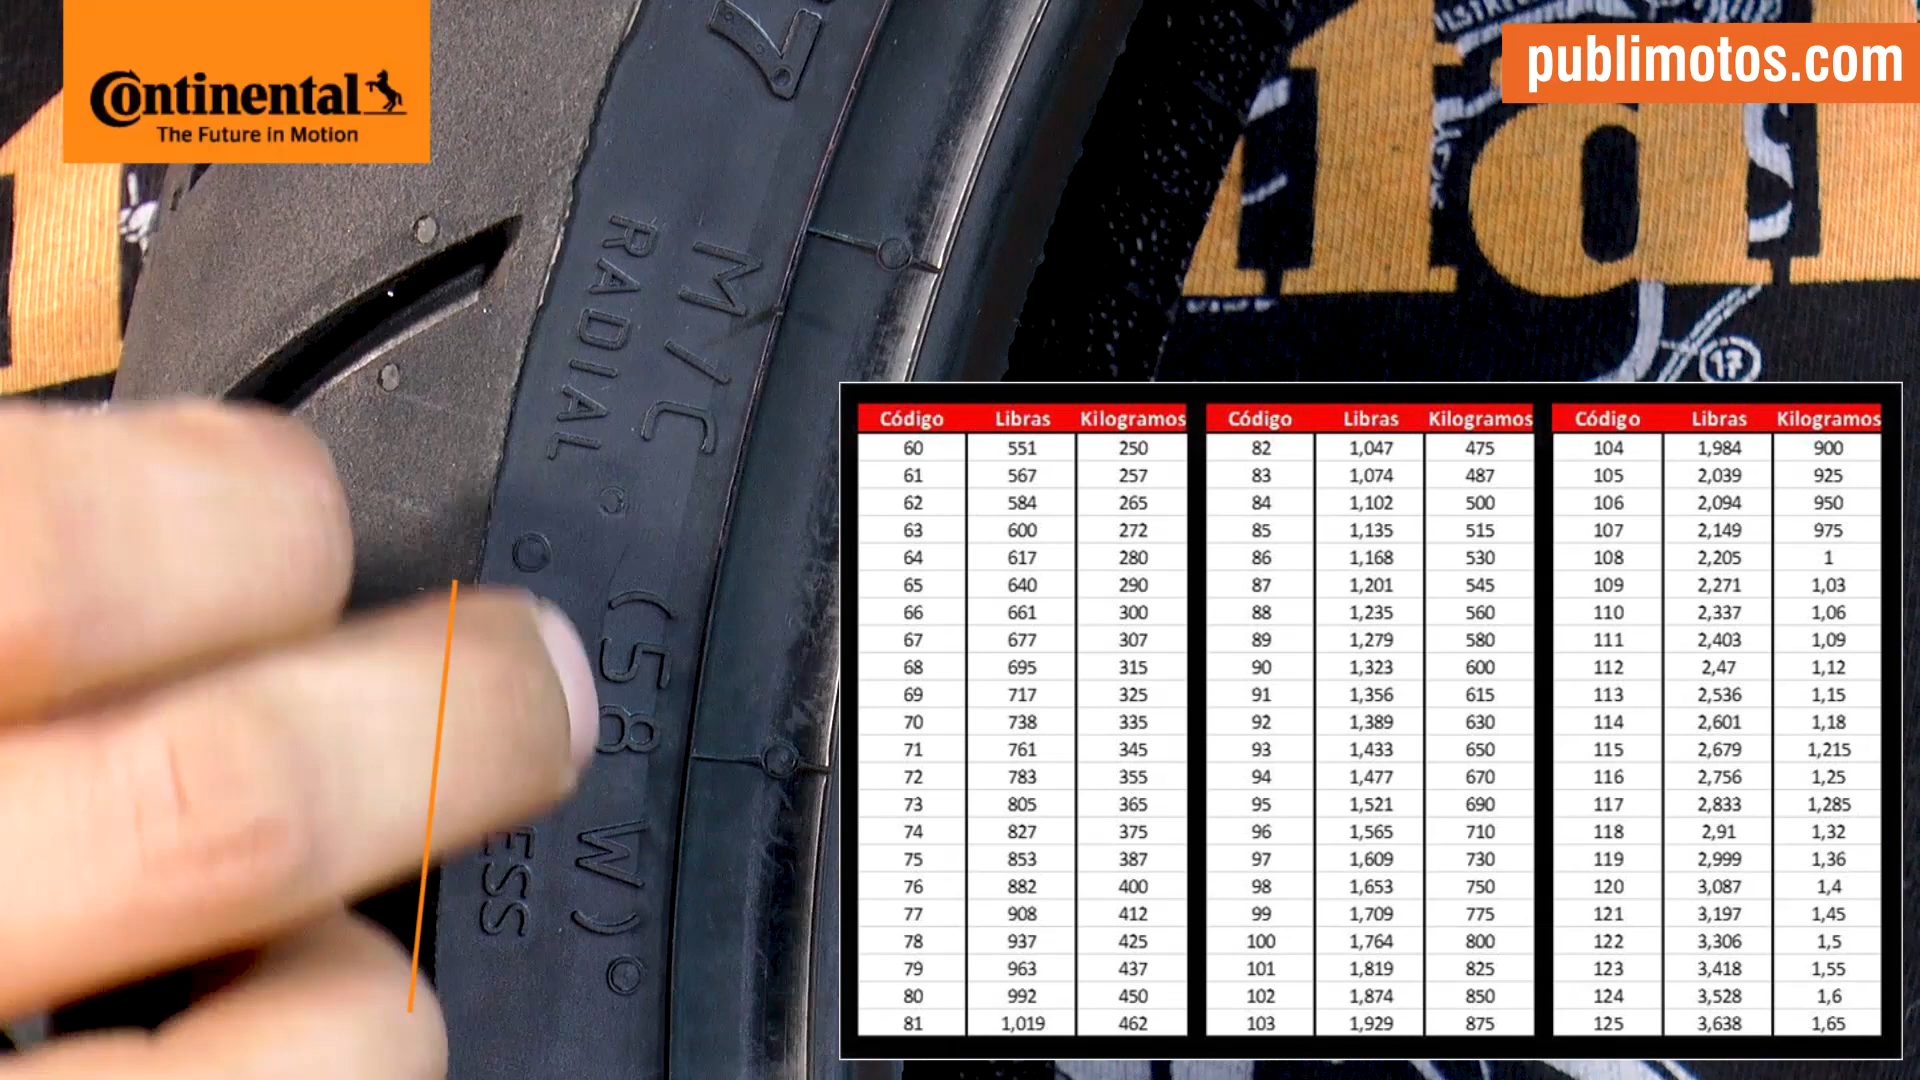 Continental
The Future in Motion
publimotos.com
17
M/C
RADIAL
(58 W)
ESS
17
Código Libras Kilogramos Código Libras Kilogramos Código Libras Kilogramos
60 551 250 82 1,047 475 104 1,984 900
61 567 257 83 1,074 487 105 2,039 925
62 584 265 84 1,102 500 106 2,094 950
63 600 272 85 1,135 515 107 2,149 975
64 617 280 86 1,168 530 108 2,205 1
65 640 290 87 1,201 545 109 2,271 1,03
66 661 300 88 1,235 560 110 2,337 1,06
67 677 307 89 1,279 580 111 2,403 1,09
68 695 315 90 1,323 600 112 2,47 1,12
69 717 325 91 1,356 615 113 2,536 1,15
70 738 335 92 1,389 630 114 2,601 1,18
71 761 345 93 1,433 650 115 2,679 1,215
72 783 355 94 1,477 670 116 2,756 1,25
73 805 365 95 1,521 690 117 2,833 1,285
74 827 375 96 1,565 710 118 2,91 1,32
75 853 387 97 1,609 730 119 2,999 1,36
76 882 400 98 1,653 750 120 3,087 1,4
77 908 412 99 1,709 775 121 3,197 1,45
78 937 425 100 1,764 800 122 3,306 1,5
79 963 437 101 1,819 825 123 3,418 1,55
80 992 450 102 1,874 850 124 3,528 1,6
81 1,019 462 103 1,929 875 125 3,638 1,65